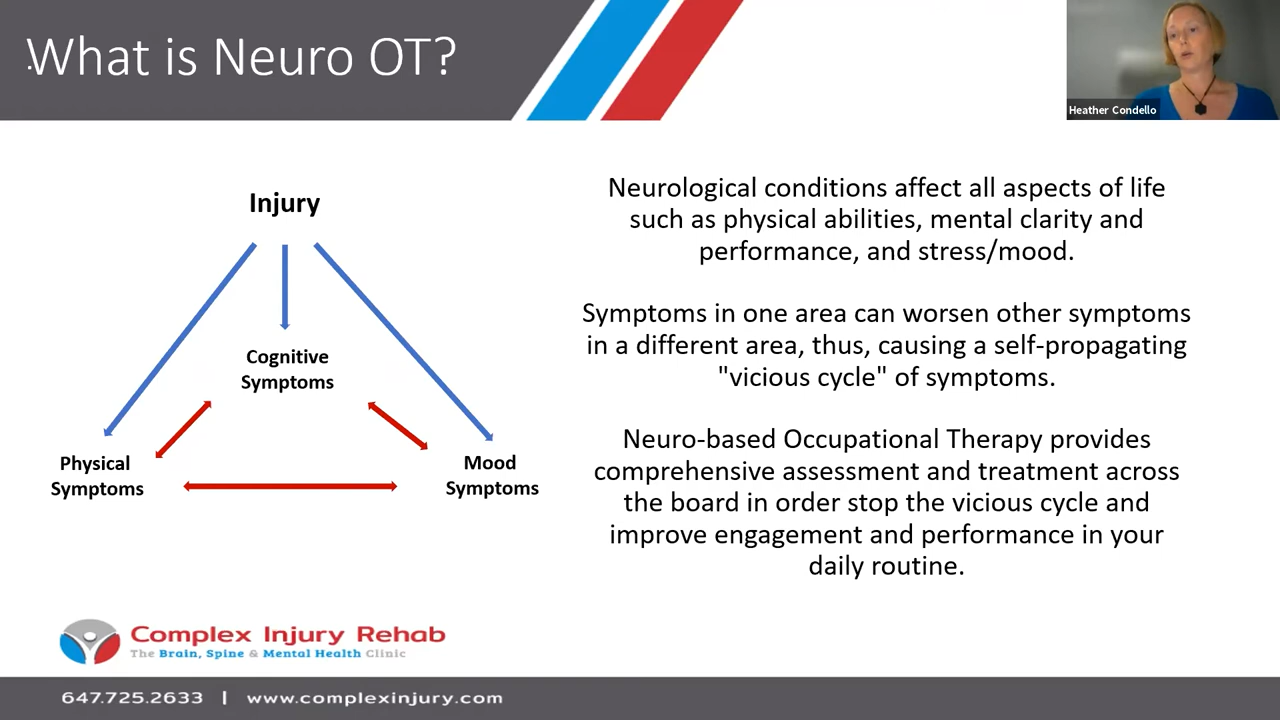 What is Neuro OT?
Heather Condello
Injury
Cognitive
Symptoms
Physical
Symptoms
Mood
Symptoms
Neurological conditions affect all aspects of life
such as physical abilities, mental clarity and
performance, and stress/mood.
Symptoms in one area can worsen other symptoms
in a different area, thus, causing a self-propagating
"vicious cycle" of symptoms.
Neuro-based Occupational Therapy provides
comprehensive assessment and treatment across
the board in order stop the vicious cycle and
improve engagement and performance in your
daily routine.
Complex Injury Rehab
The Brain, Spine & Mental Health Clinic
647.725.2633 | www.complexinjury.com